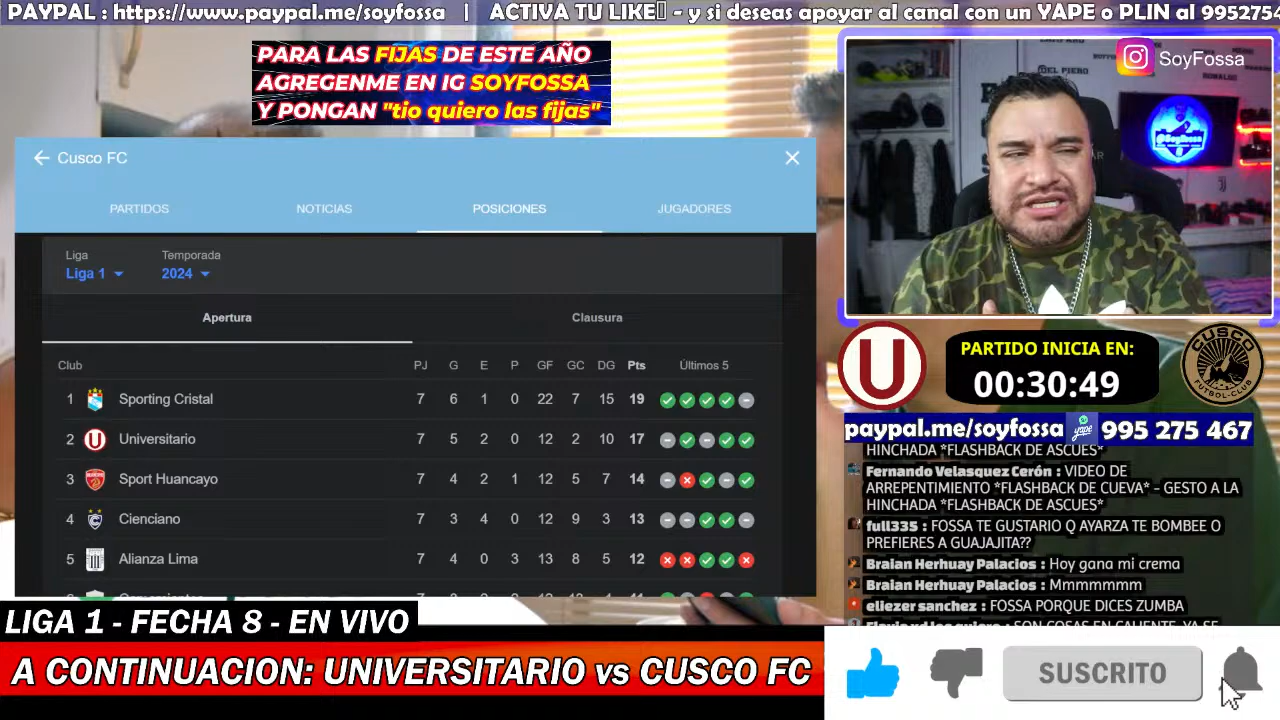 PAYPAL : https://www.paypal.me/soyfossa | ACTIVA TU LIKE - y si deseas apoyar al canal con un YAPE o PLIN al 9952754
PARA LAS FIJAS DE ESTE AÑO
AGREGENME EN IG SOYFOSSA
Y PONGAN "tio quiero las fijas"
SoyFossa
DEL PIERO
RONALDO
@SoyFossa
Cusco FC
PARTIDOS NOTICIAS POSICIONES JUGADORES
Liga Temporada
Liga 1 2024
Apertura Clausura
Club PJ G E P GF GC DG Pts Últimos 5
1 Sporting Cristal 7 6 1 0 22 7 15 19
2 Universitario 7 5 2 0 12 2 10 17
3 Sport Huancayo 7 4 2 1 12 5 7 14
4 Cienciano 7 3 4 0 12 9 3 13
5 Alianza Lima 7 4 0 3 13 8 5 12
U
PARTIDO INICIA EN:
00:30:49
CUSCO
FUTBOL-CLUB
paypal.me/soyfossa yape 995 275 467
HINCHADA *FLASHBACK DE ASCUES*
Fernando Velasquez Cerón : VIDEO DE
ARREPENTIMIENTO *FLASHBACK DE CUEVA* - GESTO A LA
HINCHADA *FLASHBACK DE ASCUES*
full335 : FOSSA TE GUSTARIO Q AYARZA TE BOMBEE O
PREFIERES A GUAJAJITA??
Braian Herhuay Palacios : Hoy gana mi crema
Braian Herhuay Palacios : Mmmmmmm
eliezer sanchez : FOSSA PORQUE DICES ZUMBA
LIGA 1 - FECHA 8 - EN VIVO
A CONTINUACION: UNIVERSITARIO vs CUSCO FC
SUSCRITO